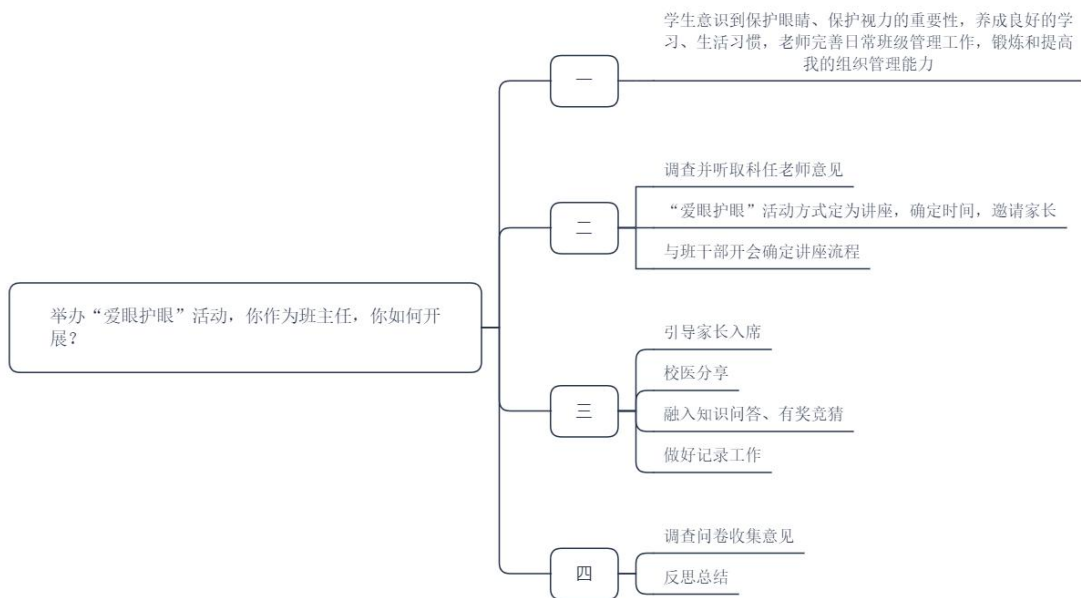 学生意识到保护眼睛、保护视力的重要性，养成良好的学
习、生活习惯，老师完善日常班级管理工作，锻炼和提高
我的组织管理能力
一
调查并听取科任老师意见
“爱眼护眼”活动方式定为讲座，确定时间，邀请家长
二
与班干部开会确定讲座流程
举办“爱眼护眼”活动，你作为班主任，你如何开
展？
引导家长入席
校医分享
三
融入知识问答、有奖竞猜
做好记录工作
调查问卷收集意见
四
反思总结